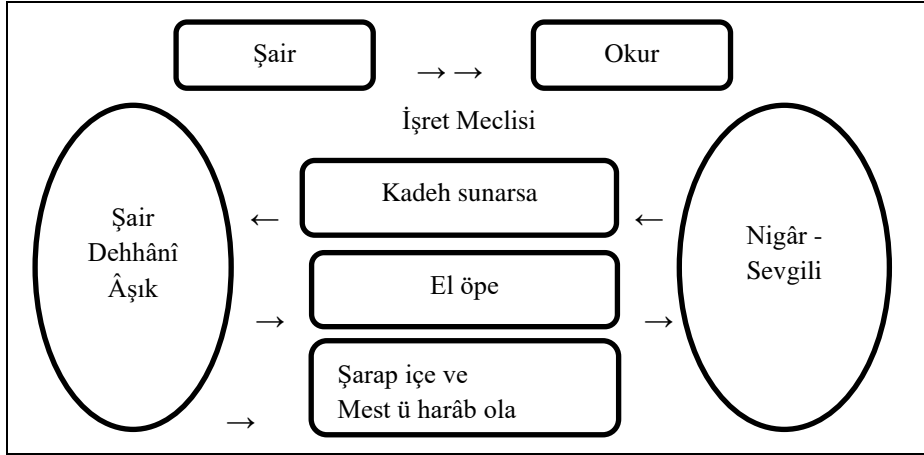 Şair → → Okur
İşret Meclisi
Kadeh sunarsa
← ←
Şair
Dehhânî
Âşık
Nigâr -
Sevgili
El öpe
→ →
Şarap içe ve
Mest ü harâb ola
→